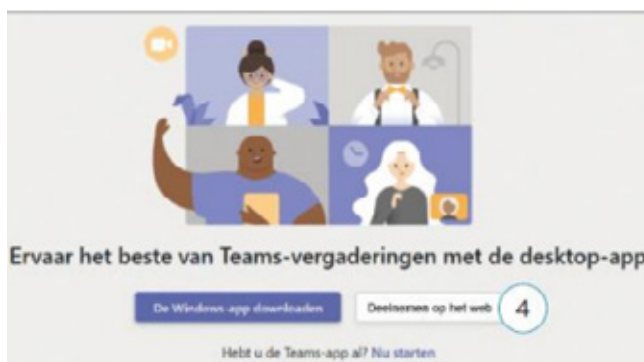 Ervaar het beste van Teams-vergaderingen met de desktop-app
De Windows-app downloaden
Deelnemen op het web 4
Hebt u de Teams-app al? Nu starten